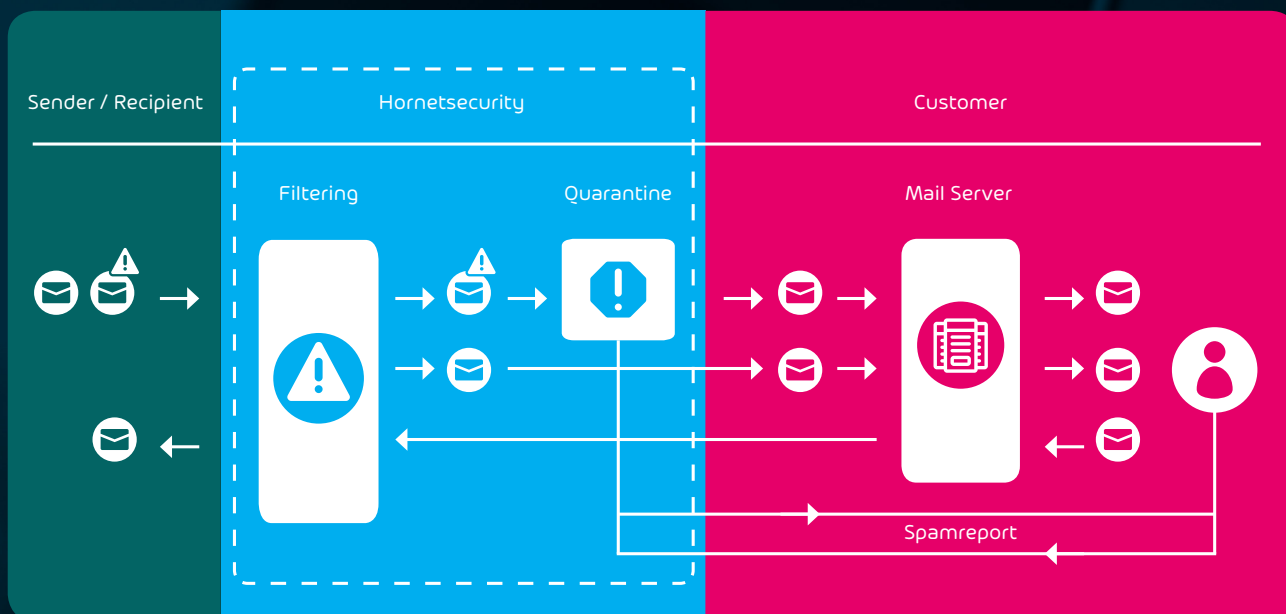 Sender / Recipient
Hornetsecurity
Customer
Filtering
Quarantine
Mail Server
Spamreport